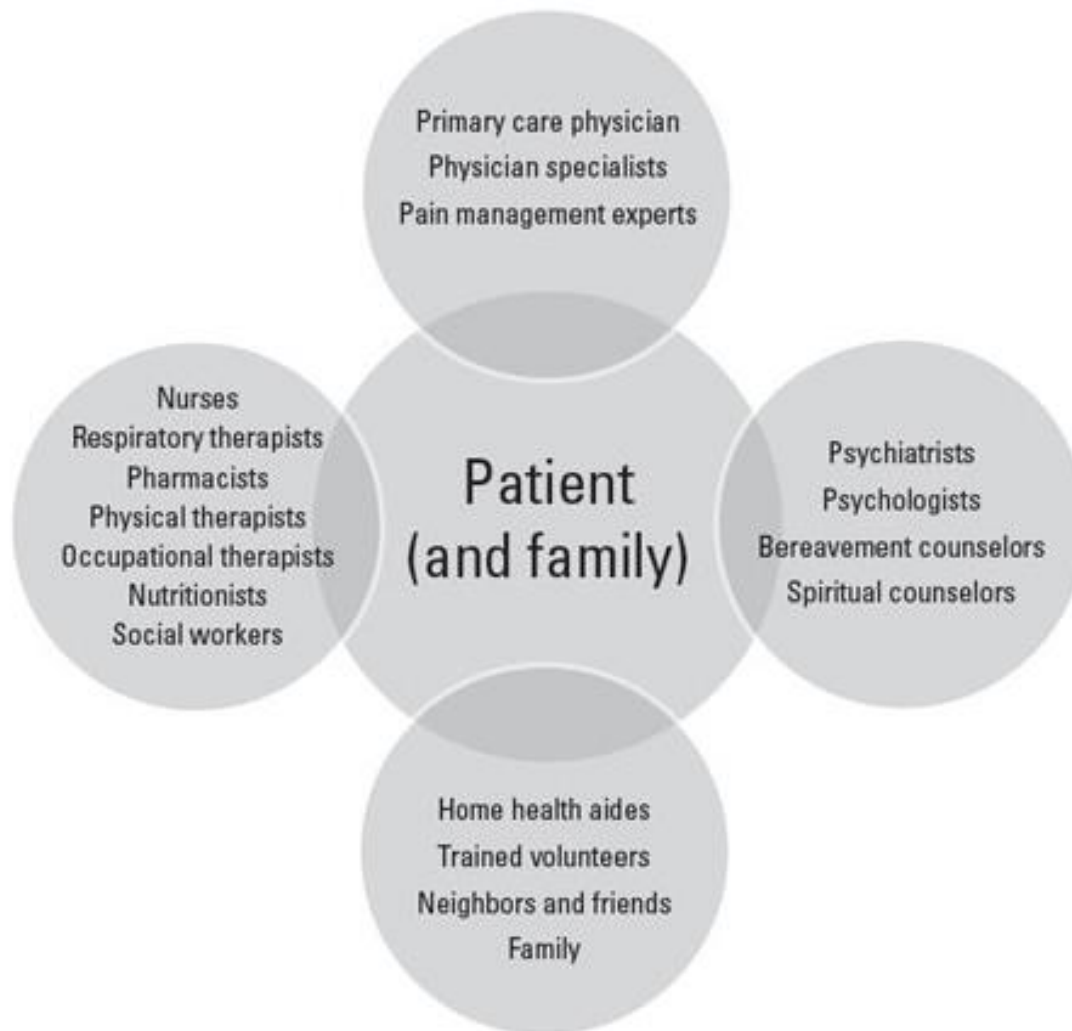 Primary care physician
Physician specialists
Pain management experts
Nurses
Respiratory therapists
Pharmacists
Physical therapists
Occupational therapists
Nutritionists
Social workers
Patient
(and family)
Psychiatrists
Psychologists
Bereavement counselors
Spiritual counselors
Home health aides
Trained volunteers
Neighbors and friends
Family